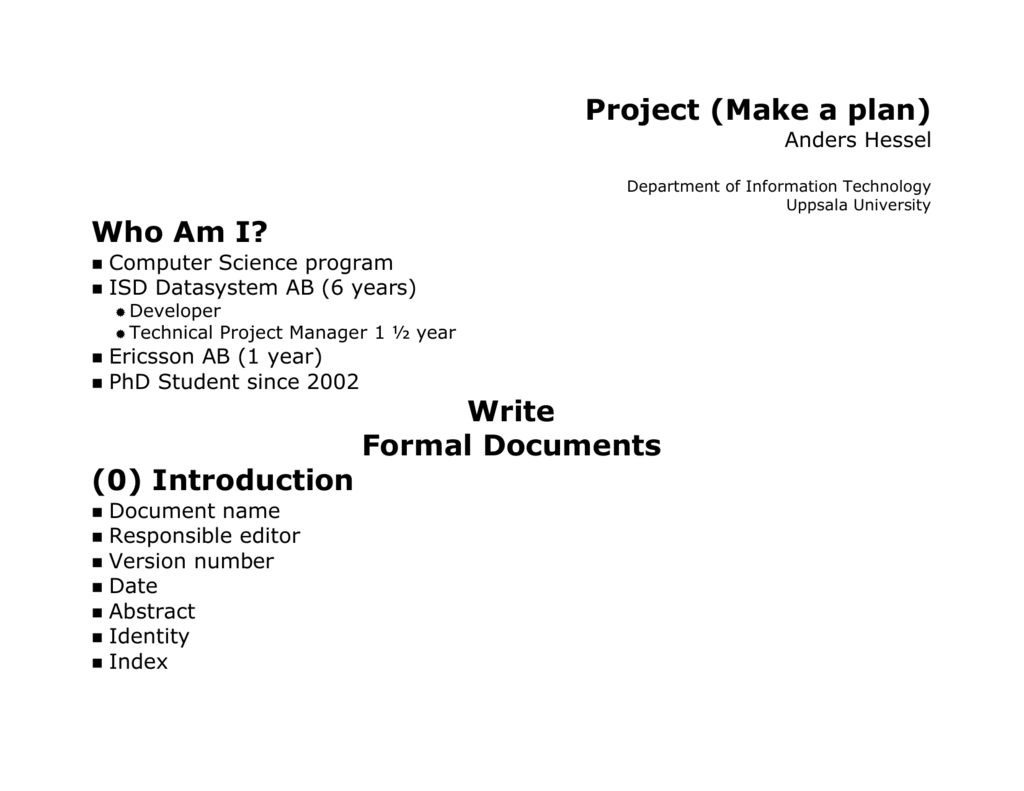 Project (Make a plan)
Anders Hessel
Department of Information Technology
Uppsala University
Who Am I?
■ Computer Science program
■ ISD Datasystem AB (6 years)
✹ Developer
✹ Technical Project Manager 1 ½ year
■ Ericsson AB (1 year)
■ PhD Student since 2002
Write
Formal Documents
(0) Introduction
■ Document name
■ Responsible editor
■ Version number
■ Date
■ Abstract
■ Identity
■ Index